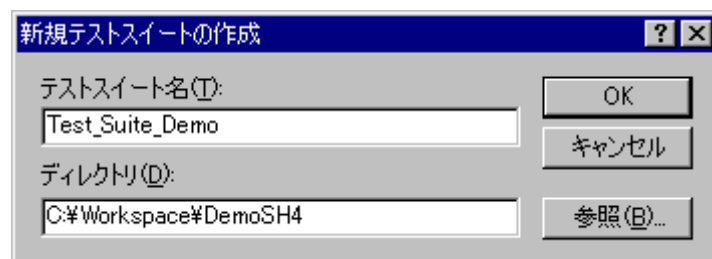 新規テストスイートの作成
テストスイート名(T):
Test_Suite_Demo
ディレクトリ(D):
C:¥Workspace¥DemoSH4
OK
キャンセル
参照(B)...